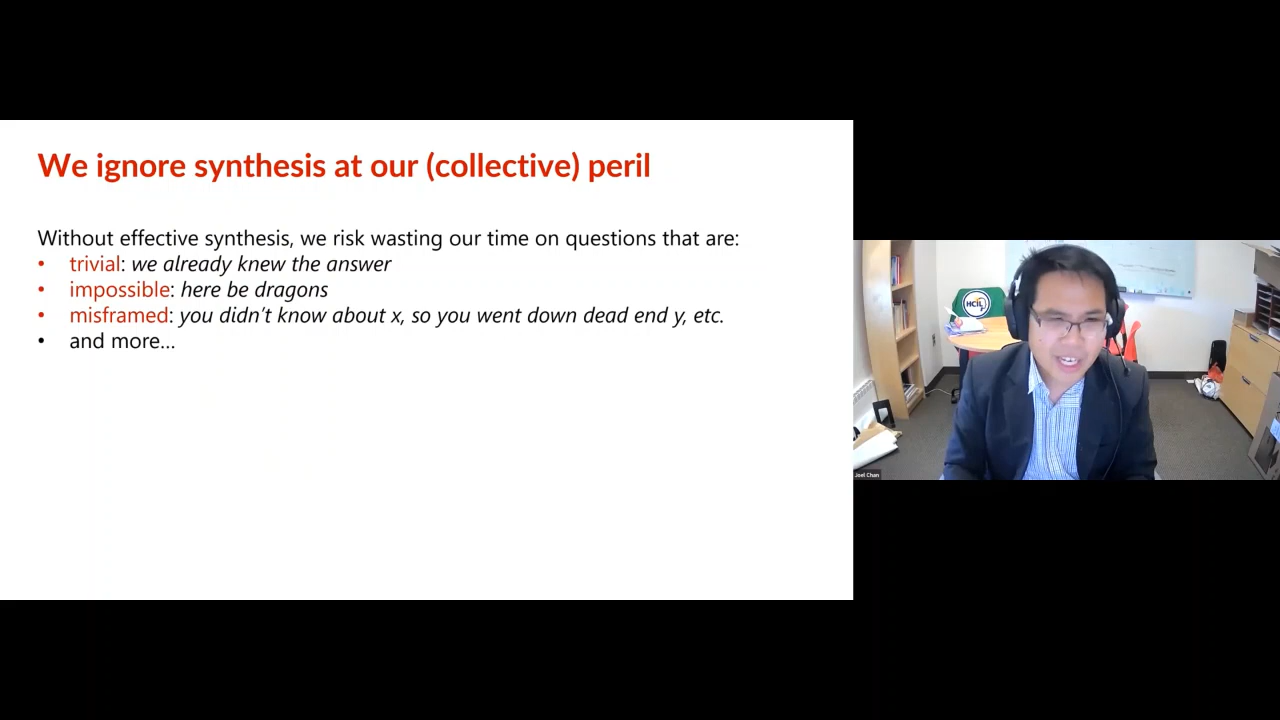 We ignore synthesis at our (collective) peril
Without effective synthesis, we risk wasting our time on questions that are:
• trivial: we already knew the answer
• impossible: here be dragons
• misframed: you didn’t know about x, so you went down dead end y, etc.
• and more...
HCIL
Joel Chan